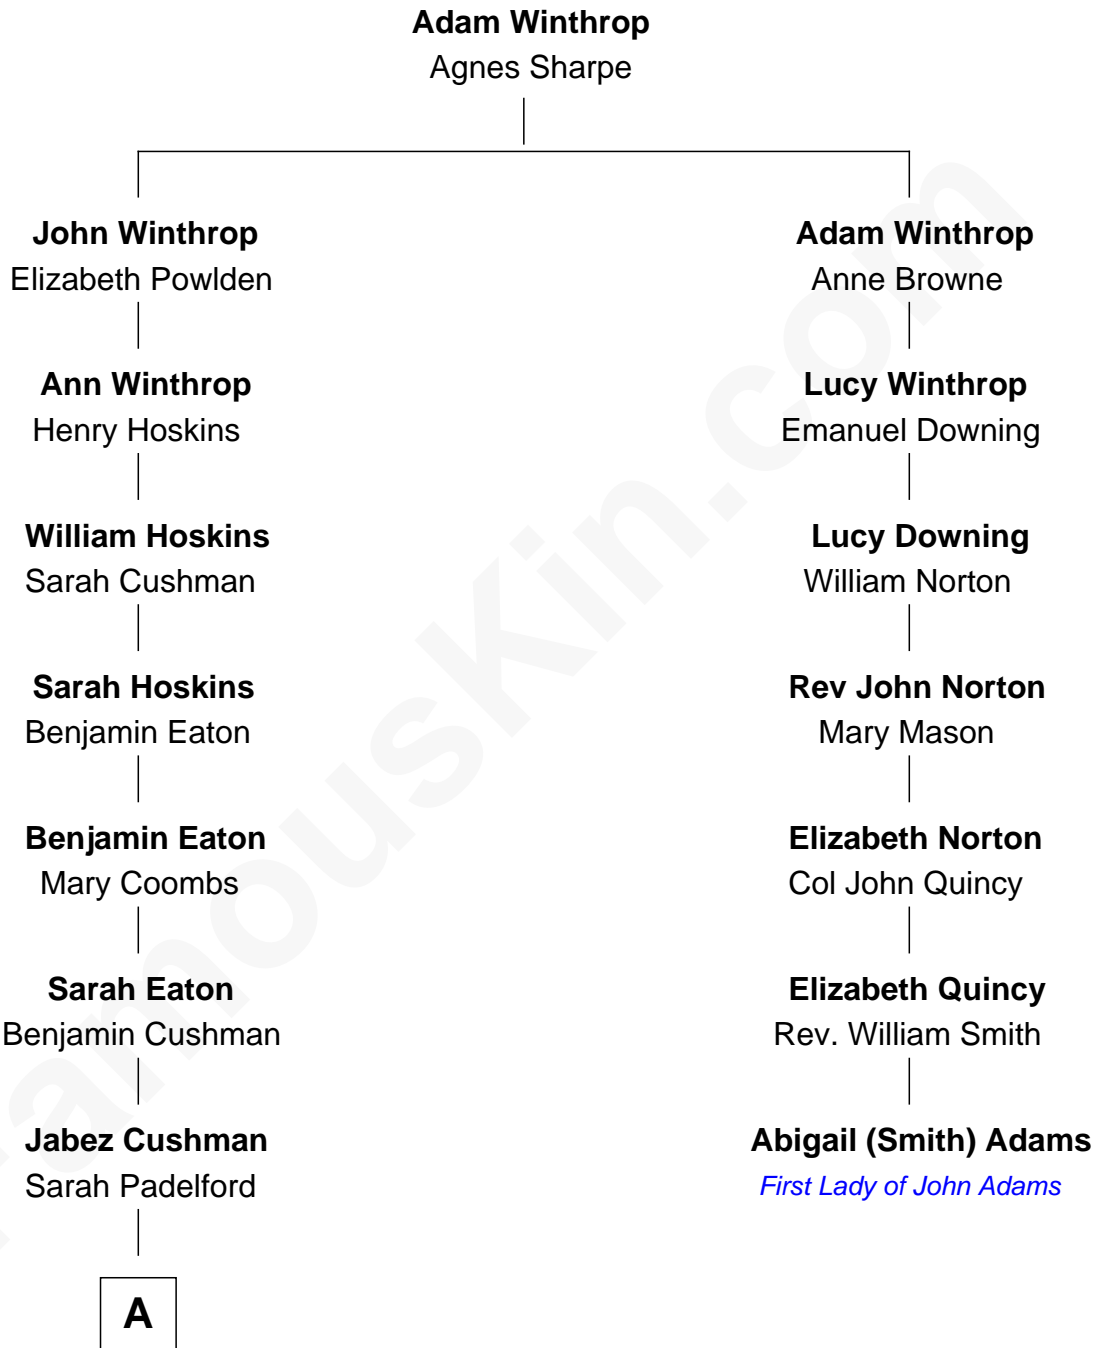 Adam Winthrop
Agnes Sharpe
John Winthrop
Elizabeth Powlden
Adam Winthrop
Anne Browne
Ann Winthrop
Henry Hoskins
Lucy Winthrop
Emanuel Downing
William Hoskins
Sarah Cushman
Lucy Downing
William Norton
Sarah Hoskins
Benjamin Eaton
Rev John Norton
Mary Mason
Benjamin Eaton
Mary Coombs
Elizabeth Norton
Col John Quincy
Sarah Eaton
Benjamin Cushman
Elizabeth Quincy
Rev. William Smith
Jabez Cushman
Sarah Padelford
Abigail (Smith) Adams
First Lady of John Adams
A
FamousKin.com